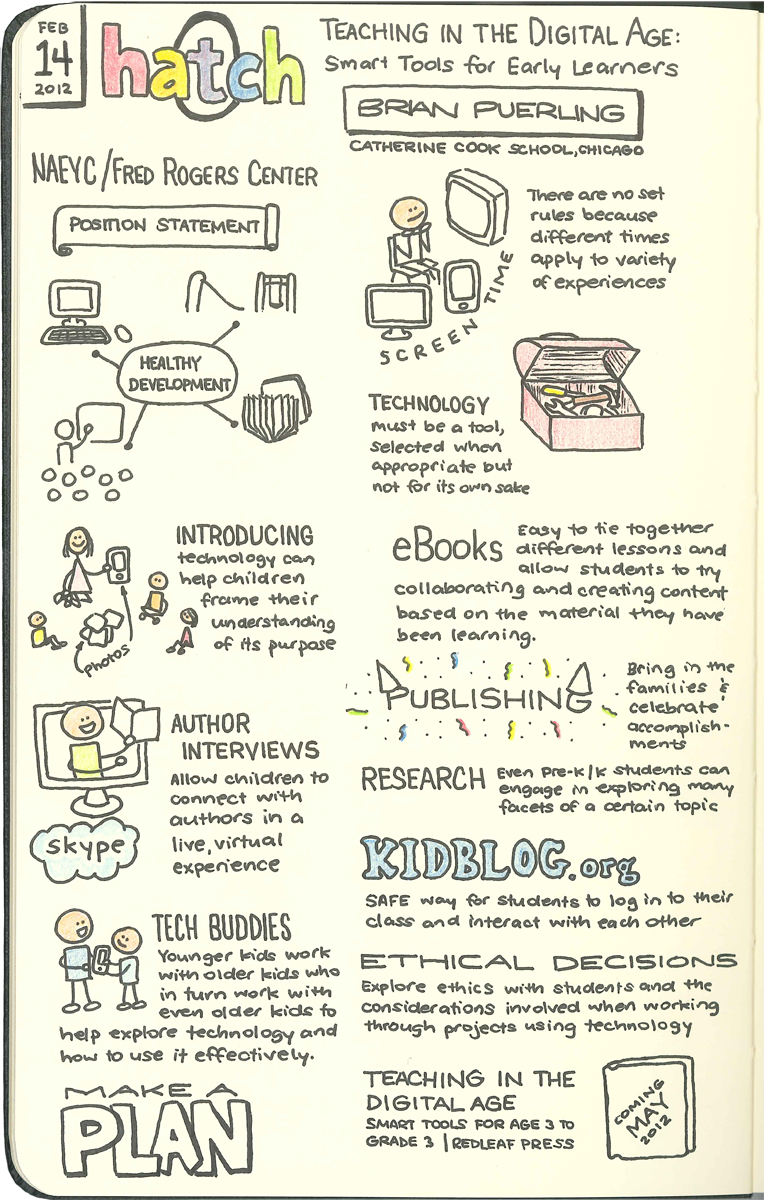 FEB
14
2012
hatch
TEACHING IN THE DIGITAL AGE:
Smart Tools for Early Learners
BRIAN PUERLING
CATHERINE COOK SCHOOL, CHICAGO
NAEYC/FRED ROGERS CENTER
POSITION STATEMENT
HEALTHY
DEVELOPMENT
INTRODUCING
technology can
help children
frame their
understanding
of its purpose
photos
AUTHOR
INTERVIEWS
Allow children to
connect with
authors in a
live, virtual
experience
skype
TECH BUDDIES
Younger kids work
with older kids who
in turn work with
even older kids to
help explore technology and
how to use it effectively.
MAKE A
PLAN
There are no set
rules because
different times
apply to variety
of experiences
SCREEN TIME
TECHNOLOGY
must be a tool,
selected when
appropriate but
not for its own sake
eBooks Easy to tie together
different lessons and
allow students to try
collaborating and creating content
based on the material they have
been learning.
PUBLISHING
Bring in the
families &
celebrate
accomplish-
ments
RESEARCH Even Pre-K/K students can
engage in exploring many
facets of a certain topic
KIDBLOG.org
SAFE way for students to log in to their
class and interact with each other
ETHICAL DECISIONS
Explore ethics with students and the
considerations involved when working
through projects using technology
TEACHING IN THE
DIGITAL AGE
SMART TOOLS FOR AGE 3 TO
GRADE 3 | REDLEAF PRESS
COMING
MAY
2012